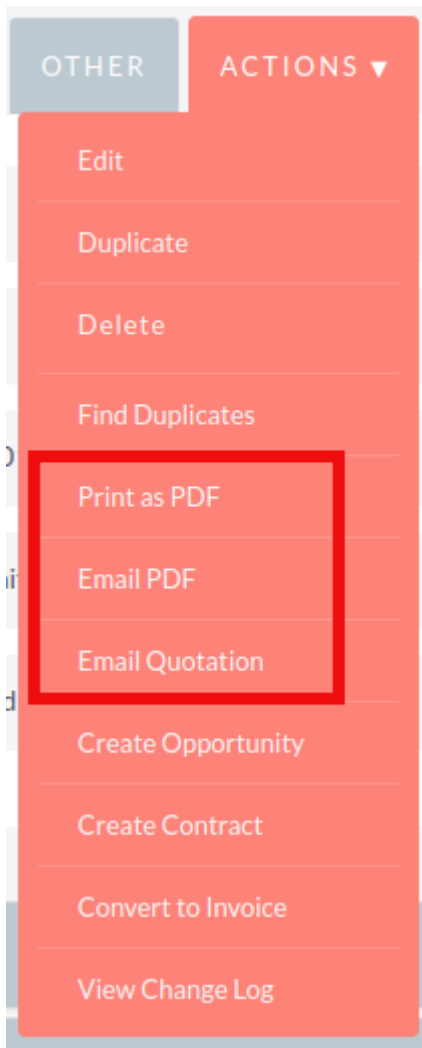 OTHER ACTIONS ▼
Edit
Duplicate
Delete
Find Duplicates
Print as PDF
Email PDF
Email Quotation
Create Opportunity
Create Contract
Convert to Invoice
View Change Log